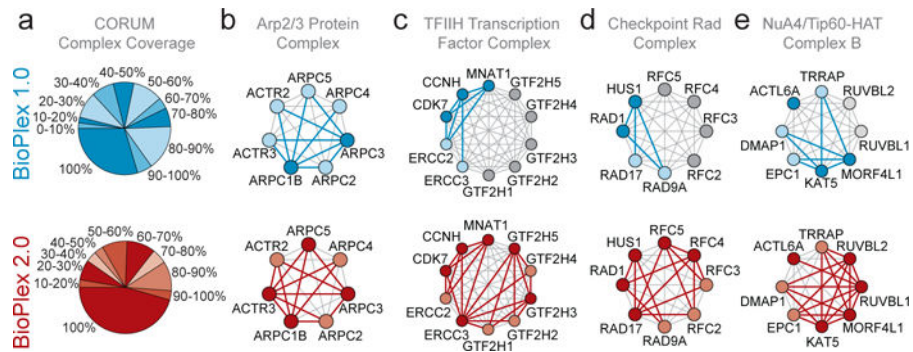 a
CORUM
Complex Coverage
b
Arp2/3 Protein
Complex
c
TFIIH Transcription
Factor Complex
d
Checkpoint Rad
Complex
e
NuA4/Tip60-HAT
Complex B
BioPlex 1.0
40-50%
30-40%
50-60%
20-30%
60-70%
10-20%
70-80%
0-10%
80-90%
100%
90-100%
ARPC5
ACTR2
ARPC4
ACTR3
ARPC3
ARPC1B
ARPC2
MNAT1
CCNH
GTF2H5
CDK7
GTF2H4
ERCC2
GTF2H3
ERCC3
GTF2H2
GTF2H1
RFC5
HUS1
RFC4
RAD1
RFC3
RAD17
RFC2
RAD9A
TRRAP
ACTL6A
RUVBL2
DMAP1
RUVBL1
EPC1
MORF4L1
KAT5
BioPlex 2.0
50-60%
60-70%
40-50%
70-80%
30-40%
80-90%
20-30%
10-20%
90-100%
100%
ARPC5
ACTR2
ARPC4
ACTR3
ARPC3
ARPC1B
ARPC2
MNAT1
CCNH
GTF2H5
CDK7
GTF2H4
ERCC2
GTF2H3
ERCC3
GTF2H2
GTF2H1
RFC5
HUS1
RFC4
RAD1
RFC3
RAD17
RFC2
RAD9A
TRRAP
ACTL6A
RUVBL2
DMAP1
RUVBL1
EPC1
MORF4L1
KAT5